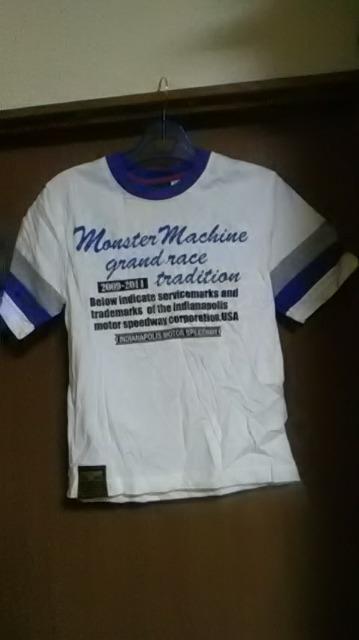 Monster Machine
grand race
2009-2011 tradition
Below indicate servicemarks and
trademarks of the indianapolis
motor speedway corporation.USA
INDIANAPOLIS MOTOR SPEEDWAY